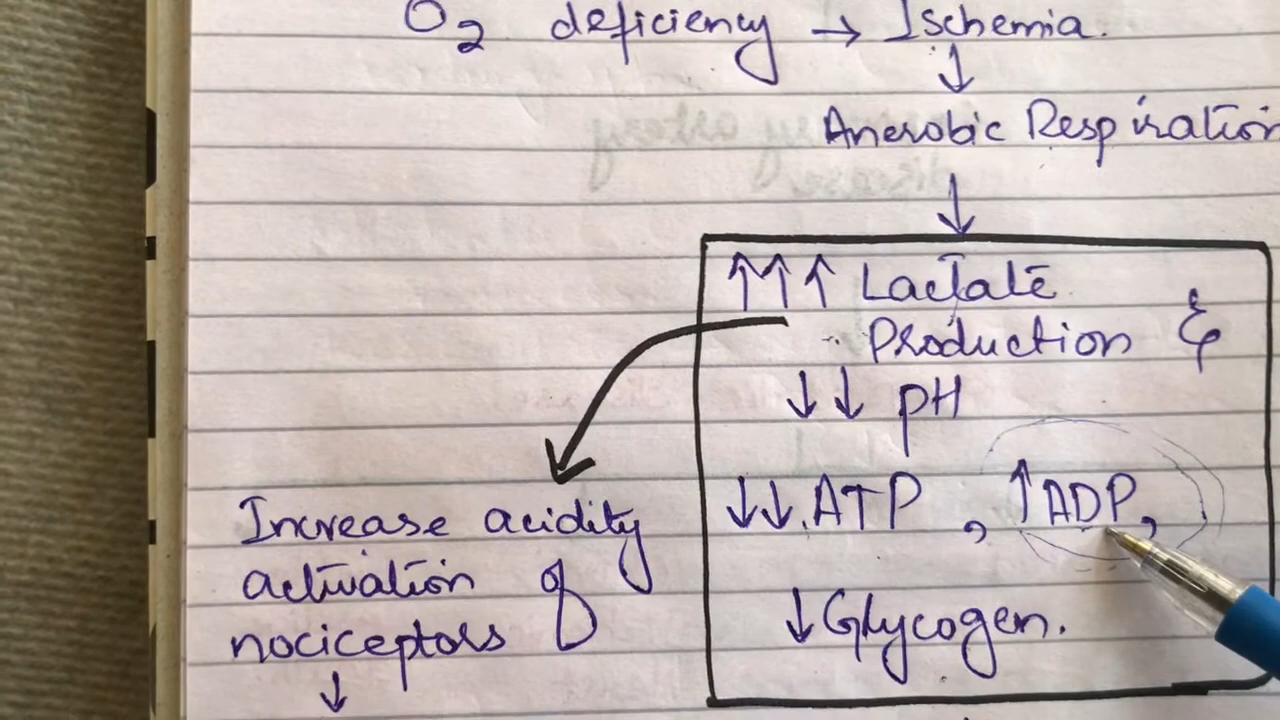 O₂ deficiency → Ischemia.
↓
Anerobic Respiration
↓
↑↑↑ Lactate
Production &
↓↓ pH
↓↓ ATP, ↑ADP,
↓Glycogen.
Increase acidity
activation of
nociceptors
↓